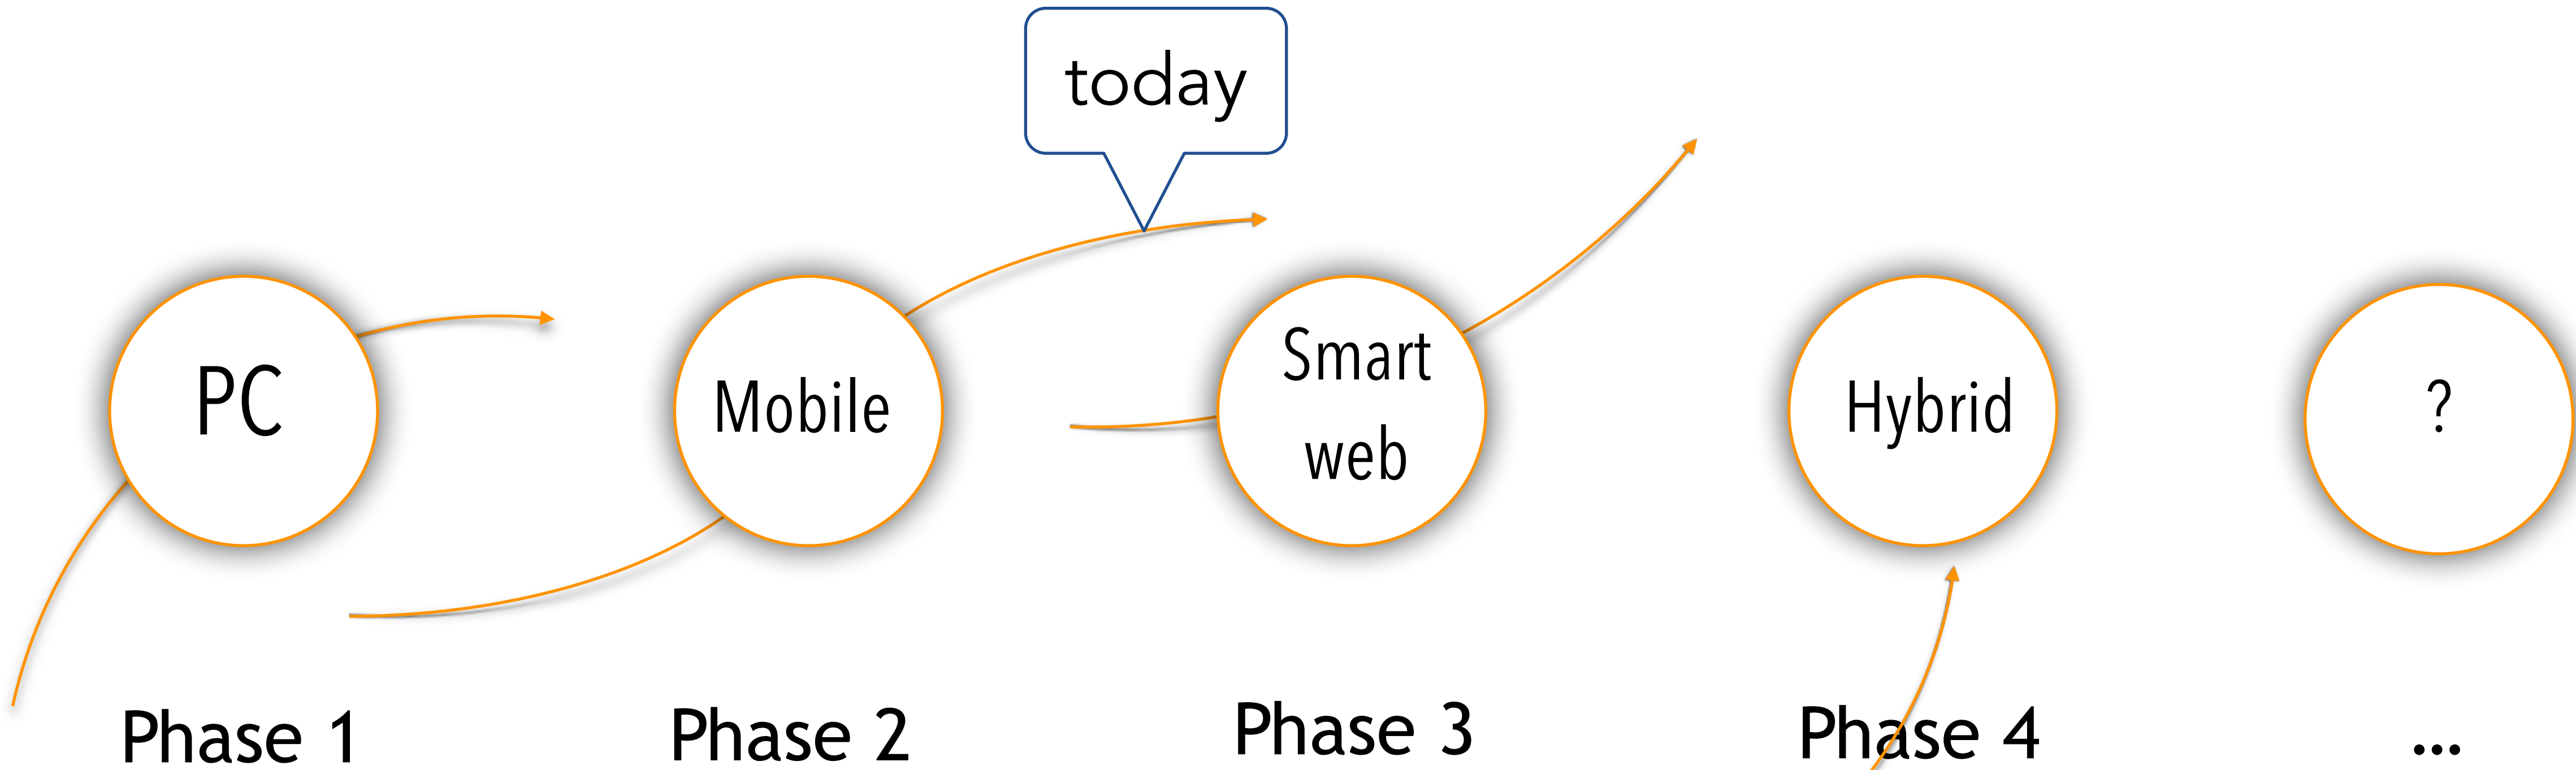 today
PC
Mobile
Smart
web
Hybrid
?
Phase 1
Phase 2
Phase 3
Phase 4
...